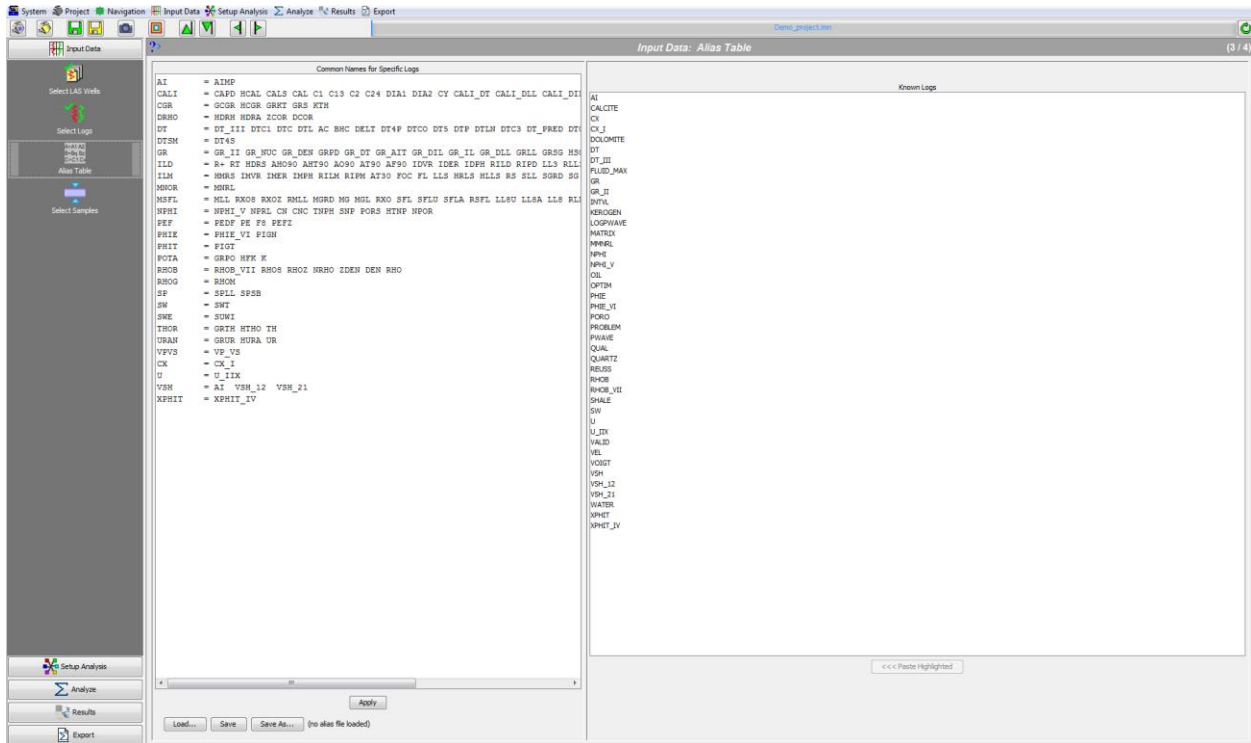 System Project Navigation Input Data Setup Analysis Analyze Results Export
Demo_project.imn
Input Data
Input Data: Alias Table
(3 / 4)
Select LAS Wells
Select Logs
Alias Table
Select Samples
Common Names for Specific Logs
AI = AIMP
CALI = CAPD HCAL CALS CAL C1 C13 C2 C24 DIA1 DIA2 CY CALI_DT CALI_DLL CALI_DI
CGR = GCGR HCGR GRKT GRS KTH
DRHO = HDRH HDRA ZCOR DCOR
DT = DT_III DTC1 DTC DTL AC BHC DELT DT4P DTCO DT5 DTP DTLN DTC3 DT_PRED DT
DTSM = DT4S
GR = GR_II GR_NUC GR_DEN GRPD GR_DT GR_AIT GR_DIL GR_IL GR_DLL GRLL GRSG HS
ILD = R+ RT HDRS AHO90 AHT90 AO90 AT90 AF90 IDVR IDER IDPH RILD RIPD LL3 RLL
ILM = HMRS IMVR IMER IMPH RILM RIPM AT30 FOC FL LLS HRLS HLLS RS SLL SGRD SG
MNOR = MNRL
MSFL = MLL RXO8 RXOZ RMLL MGRD MG MGL RXO SFL SFLU SFLA RSFL LL8U LL8A LL8 RL
NPHI = NPHI_V NPRL CN CNC TNPH SNP PORS HTNP NPOR
PEF = PEDF PE F8 PEFZ
PHIE = PHIE_VI PIGN
PHIT = PIGT
POTA = GRPO HFK K
RHOB = RHOB_VII RHO8 RHOZ NRHO ZDEN DEN RHO
RHOG = RHOM
SP = SPLL SPSB
SW = SWT
SWE = SUWI
THOR = GRTH HTHO TH
URAN = GRUR HURA UR
VPVS = VP_VS
CX = CX_I
U = U_IIX
VSH = AI VSH_12 VSH_21
XPHIT = XPHIT_IV
Known Logs
AI
CALCITE
CX
CX_I
DOLOMITE
DT
DT_III
FLUID_MAX
GR
GR_II
INTVL
KEROGEN
LOGPWAVE
MATRIX
MMNRL
NPHI
NPHI_V
OIL
OPTIM
PHIE
PHIE_VI
PORO
PROBLEM
PWAVE
QUAL
QUARTZ
REUSS
RHOB
RHOB_VII
SHALE
SW
U
U_IIX
VALID
VEL
VOIGT
VSH
VSH_12
VSH_21
WATER
XPHIT
XPHIT_IV
<<< Paste Highlighted
Apply
Load... Save Save As... (no alias file loaded)
Setup Analysis
Analyze
Results
Export